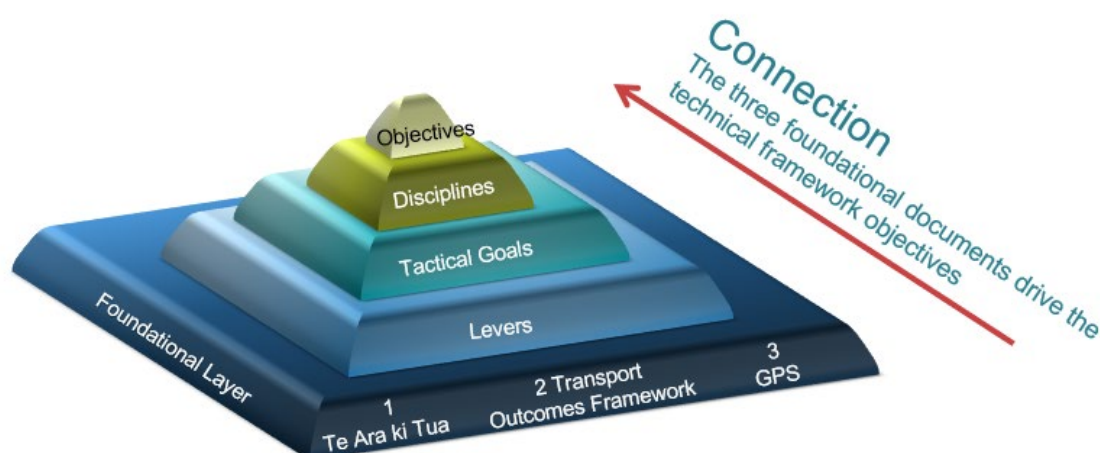 Connection
The three foundational documents drive the
technical framework objectives
Objectives
Disciplines
Tactical Goals
Levers
Foundational Layer
1
Te Ara ki Tua
2 Transport
Outcomes Framework
3
GPS